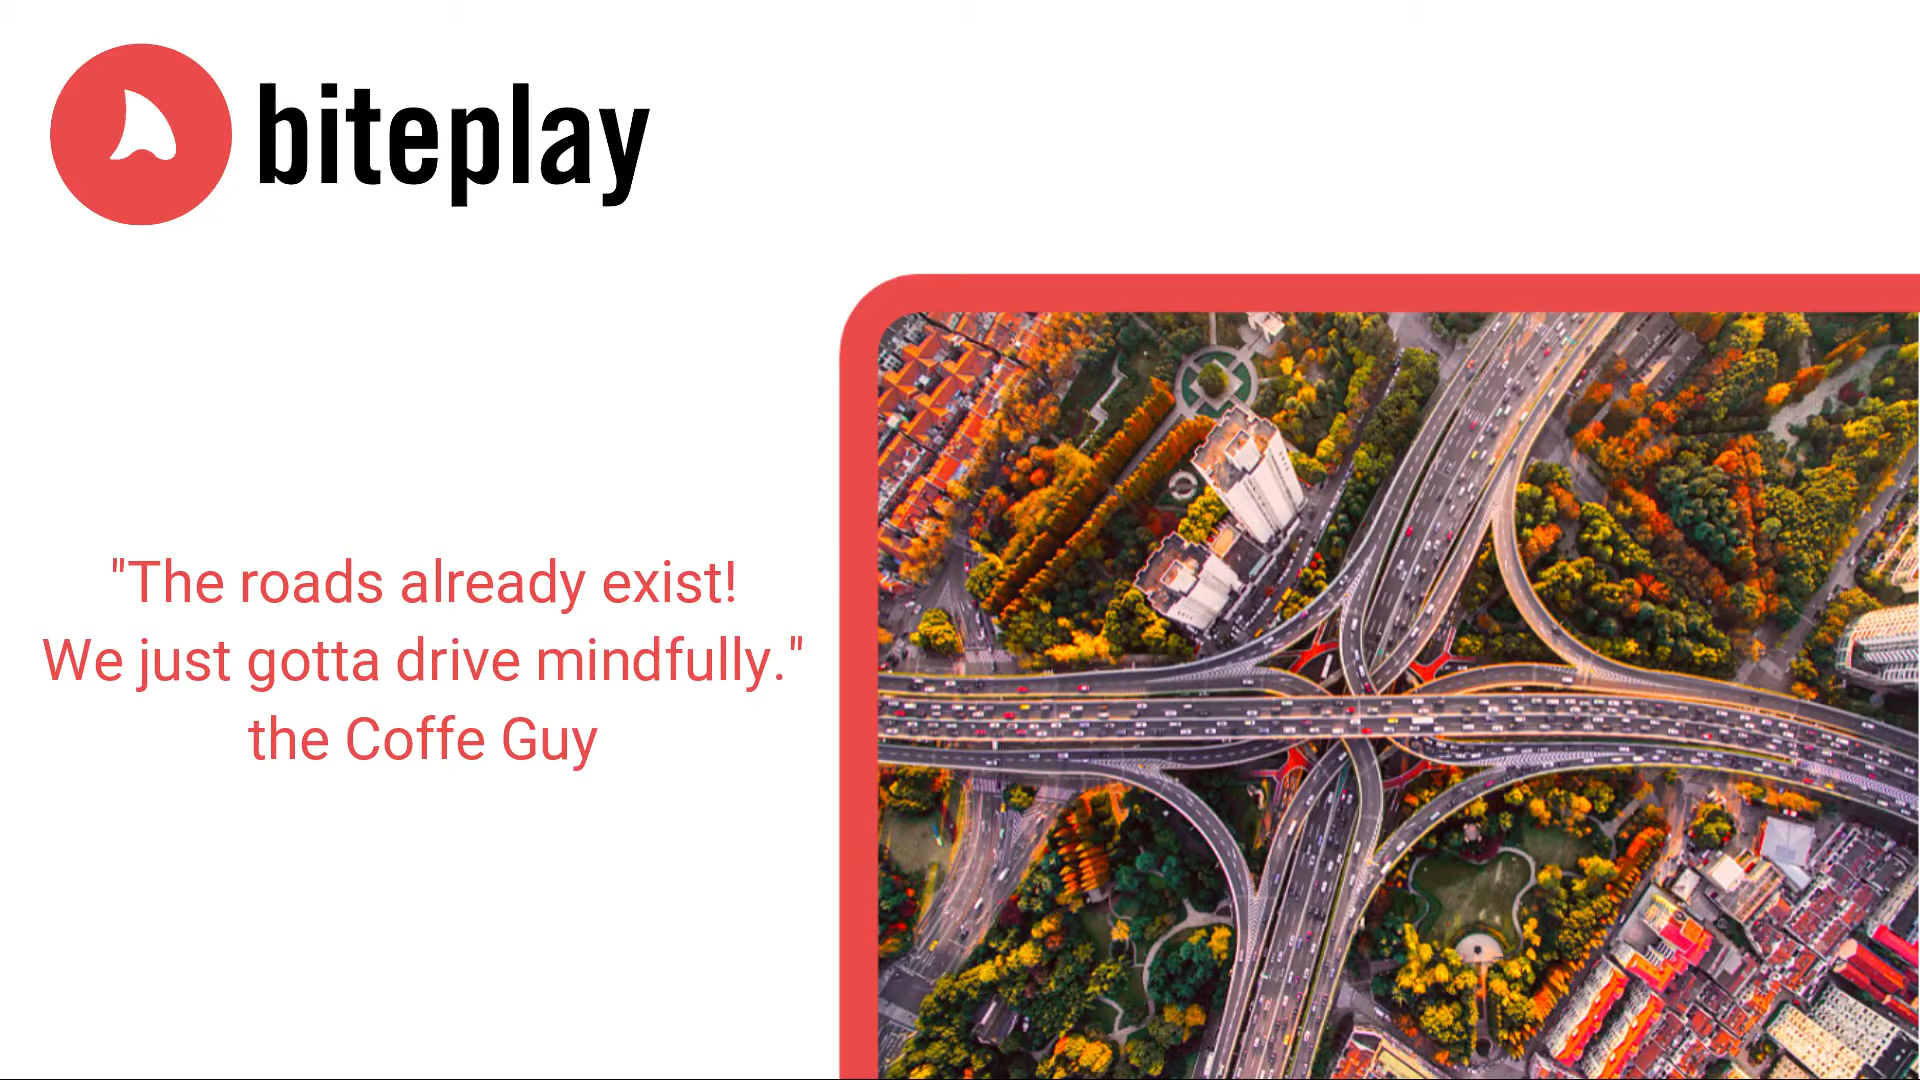 biteplay
"The roads already exist!
We just gotta drive mindfully."
the Coffe Guy